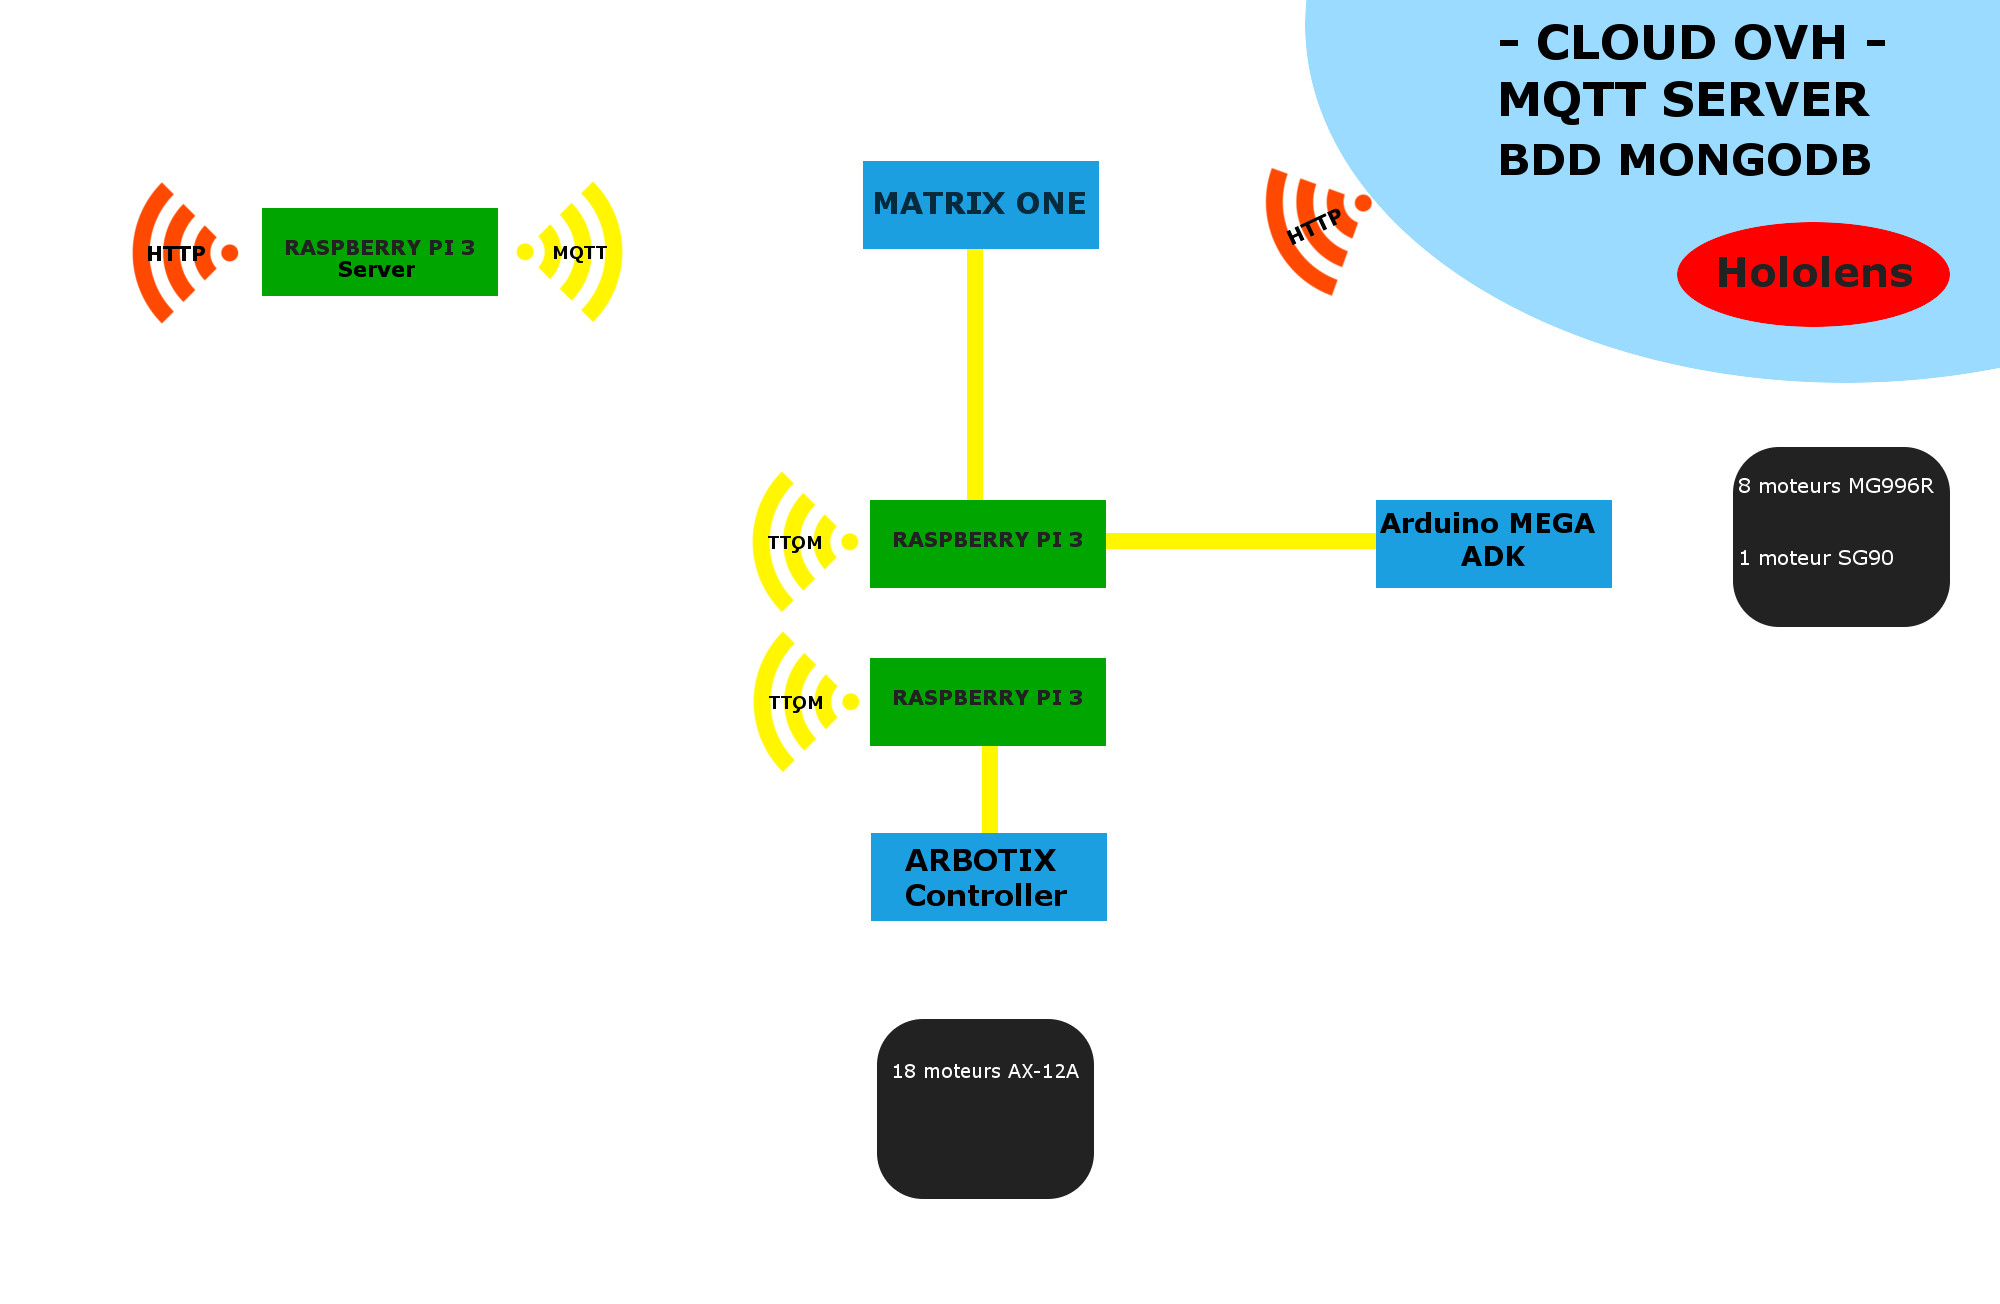 – CLOUD OVH –
MQTT SERVER
BDD MONGODB
Hololens
HTTP
MATRIX ONE
HTTP
RASPBERRY PI 3
Server
MQTT
8 moteurs MG996R
1 moteur SG90
TTQM
RASPBERRY PI 3
Arduino MEGA
ADK
TTQM
RASPBERRY PI 3
ARBOTIX
Controller
18 moteurs AX-12A